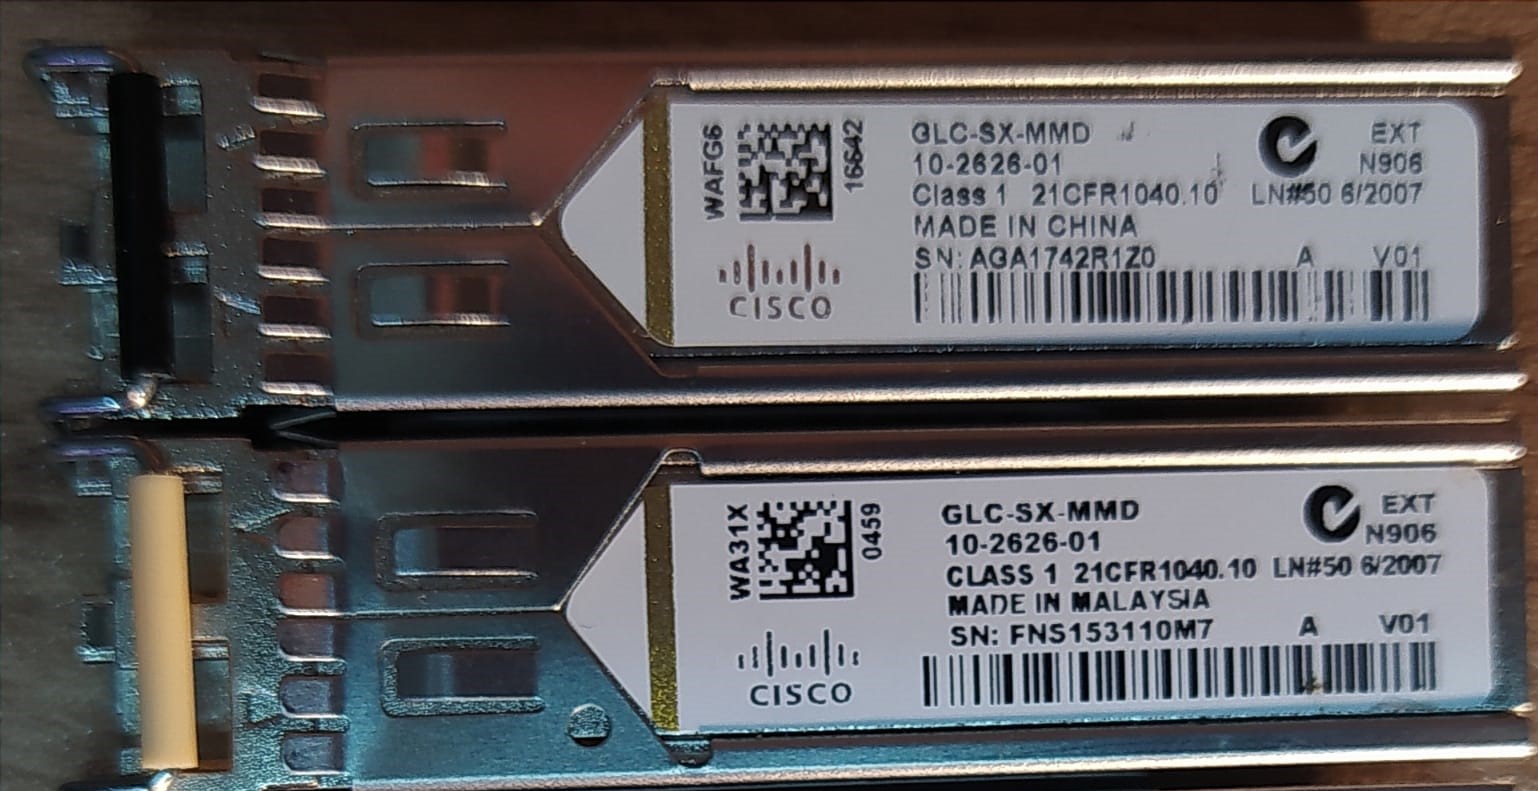 WAFG6
16642
CISCO
GLC-SX-MMD
10-2626-01
Class 1 21CFR1040.10 LN#50 6/2007
MADE IN CHINA
SN: AGA1742R1Z0 A V01
EXT
N906
WA31X
0459
CISCO
GLC-SX-MMD
10-2626-01
CLASS 1 21CFR1040.10 LN#50 6/2007
MADE IN MALAYSIA
SN: FNS153110M7 A V01
EXT
N906